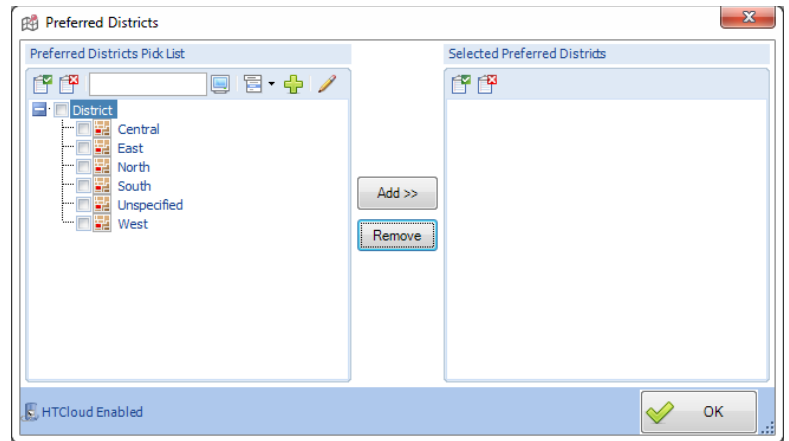 Preferred Districts
Preferred Districts Pick List
Selected Preferred Districts
District
Central
East
North
South
Unspecified
West
Add >>
Remove
HTCloud Enabled
OK